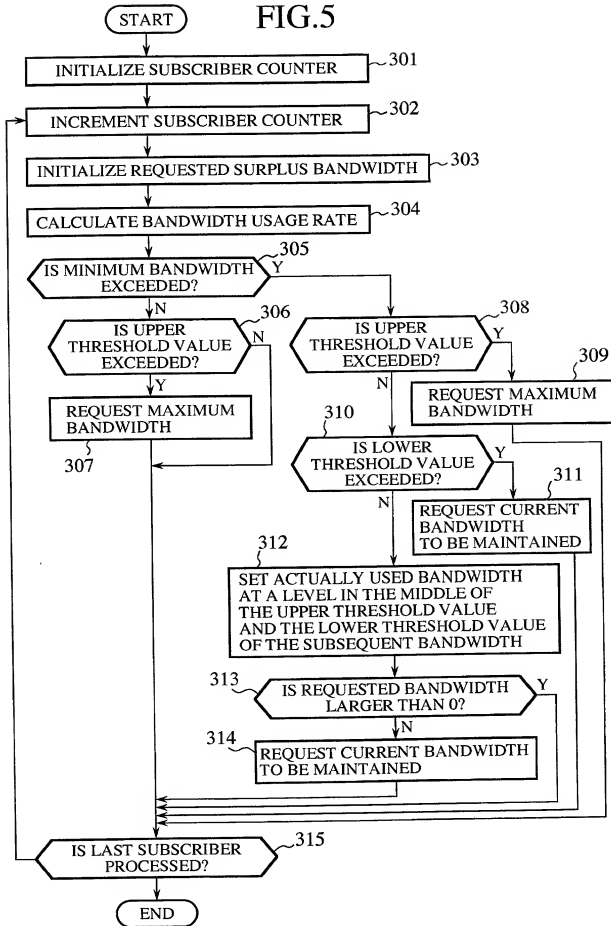 FIG.5
START
INITIALIZE SUBSCRIBER COUNTER
301
INCREMENT SUBSCRIBER COUNTER
302
INITIALIZE REQUESTED SURPLUS BANDWIDTH
303
CALCULATE BANDWIDTH USAGE RATE
304
305
IS MINIMUM BANDWIDTH
EXCEEDED?
Y
N
306
IS UPPER
THRESHOLD VALUE
EXCEEDED?
N
Y
REQUEST MAXIMUM
BANDWIDTH
307
308
IS UPPER
THRESHOLD VALUE
EXCEEDED?
Y
N
309
REQUEST MAXIMUM
BANDWIDTH
310
IS LOWER
THRESHOLD VALUE
EXCEEDED?
Y
N
311
REQUEST CURRENT
BANDWIDTH
TO BE MAINTAINED
312
SET ACTUALLY USED BANDWIDTH
AT A LEVEL IN THE MIDDLE OF
THE UPPER THRESHOLD VALUE
AND THE LOWER THRESHOLD VALUE
OF THE SUBSEQUENT BANDWIDTH
313
IS REQUESTED BANDWIDTH
LARGER THAN 0?
Y
N
314
REQUEST CURRENT BANDWIDTH
TO BE MAINTAINED
IS LAST SUBSCRIBER
PROCESSED?
315
END